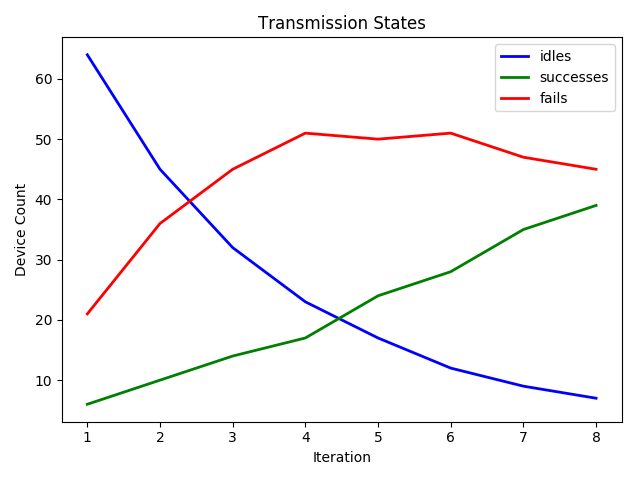 Transmission States
idles
successes
fails
60
50
40
30
20
10
Device Count
1 2 3 4 5 6 7 8
Iteration